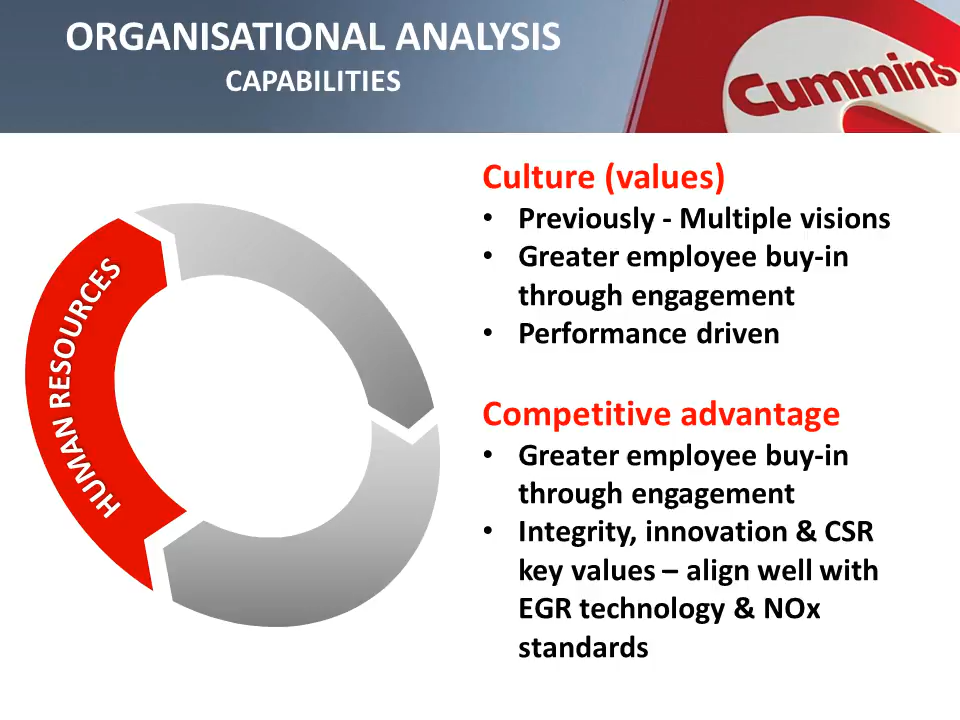 ORGANISATIONAL ANALYSIS
CAPABILITIES
Cummins
HUMAN RESOURCES
Culture (values)
• Previously - Multiple visions
• Greater employee buy-in
through engagement
• Performance driven
Competitive advantage
• Greater employee buy-in
through engagement
• Integrity, innovation & CSR
key values – align well with
EGR technology & NOx
standards